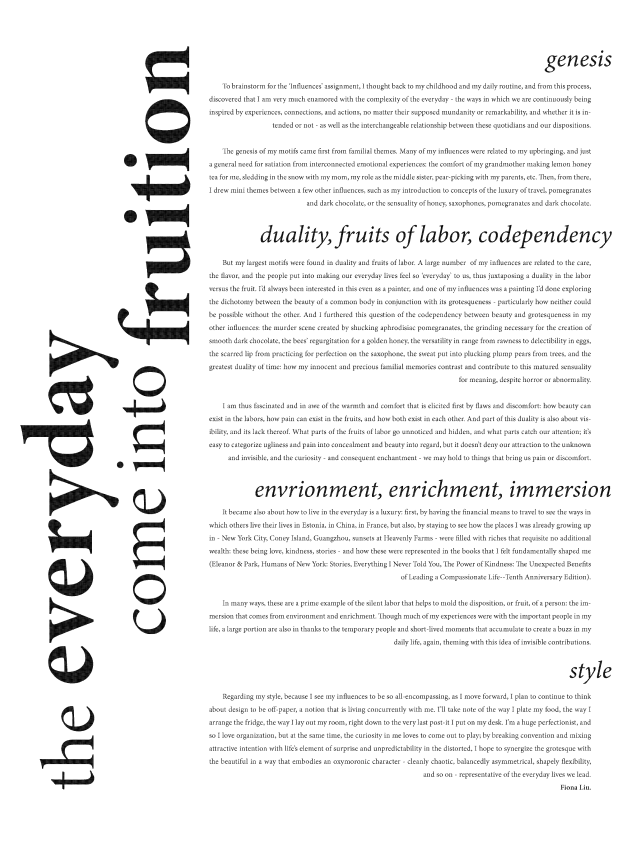 the everyday
come into fruition
genesis
To brainstorm for the 'Influences' assignment, I thought back to my childhood and my daily routine, and from this process,
discovered that I am very much enamored with the complexity of the everyday - the ways in which we are continuously being
inspired by experiences, connections, and actions, no matter their supposed mundanity or remarkability, and whether it is in-
tended or not - as well as the interchangeable relationship between these quotidians and our dispositions.
The genesis of my motifs came first from familial themes. Many of my influences were related to my upbringing, and just
a general need for satiation from interconnected emotional experiences: the comfort of my grandmother making lemon honey
tea for me, sledding in the snow with my mom, my role as the middle sister, pear-picking with my parents, etc. Then, from there,
I drew mini themes between a few other influences, such as my introduction to concepts of the luxury of travel, pomegranates
and dark chocolate, or the sensuality of honey, saxophones, pomegranates and dark chocolate.
duality, fruits of labor, codependency
But my largest motifs were found in duality and fruits of labor. A large number of my influences are related to the care,
the flavor, and the people put into making our everyday lives feel so 'everyday' to us, thus juxtaposing a duality in the labor
versus the fruit. I'd always been interested in this even as a painter, and one of my influences was a painting I'd done exploring
the dichotomy between the beauty of a common body in conjunction with its grotesqueness - particularly how neither could
be possible without the other. And I furthered this question of the codependency between beauty and grotesqueness in my
other influences: the murder scene created by shucking aphrodisiac pomegranates, the grinding necessary for the creation of
smooth dark chocolate, the bees' regurgitation for a golden honey, the versatility in range from rawness to delectibility in eggs,
the scarred lip from practicing for perfection on the saxophone, the sweat put into plucking plump pears from trees, and the
greatest duality of time: how my innocent and precious familial memories contrast and contribute to this matured sensuality
for meaning, despite horror or abnormality.
I am thus fascinated and in awe of the warmth and comfort that is elicited first by flaws and discomfort: how beauty can
exist in the labors, how pain can exist in the fruits, and how both exist in each other. And part of this duality is also about vis-
ibility, and its lack thereof. What parts of the fruits of labor go unnoticed and hidden, and what parts catch our attention; it's
easy to categorize ugliness and pain into concealment and beauty into regard, but it doesn't deny our attraction to the unknown
and invisible, and the curiosity - and consequent enchantment - we may hold to things that bring us pain or discomfort.
envrionment, enrichment, immersion
It became also about how to live in the everyday is a luxury: first, by having the financial means to travel to see the ways in
which others live their lives in Estonia, in China, in France, but also, by staying to see how the places I was already growing up
in - New York City, Coney Island, Guangzhou, sunsets at Heavenly Farms - were filled with riches that requisite no additional
wealth: these being love, kindness, stories - and how these were represented in the books that I felt fundamentally shaped me
(Eleanor & Park, Humans of New York: Stories, Everything I Never Told You, The Power of Kindness: The Unexpected Benefits
of Leading a Compassionate Life--Tenth Anniversary Edition).
In many ways, these are a prime example of the silent labor that helps to mold the disposition, or fruit, of a person: the im-
mersion that comes from environment and enrichment. Though much of my experiences were with the important people in my
life, a large portion are also in thanks to the temporary people and short-lived moments that accumulate to create a buzz in my
daily life, again, theming with this idea of invisible contributions.
style
Regarding my style, because I see my influences to be so all-encompassing, as I move forward, I plan to continue to think
about design to be off-paper, a notion that is living concurrently with me. I'll take note of the way I plate my food, the way I
arrange the fridge, the way I lay out my room, right down to the very last post-it I put on my desk. I'm a huge perfectionist, and
so I love organization, but at the same time, the curiosity in me loves to come out to play; by breaking convention and mixing
attractive intention with life's element of surprise and unpredictability in the distorted, I hope to synergize the grotesque with
the beautiful in a way that embodies an oxymoronic character - cleanly chaotic, balancedly asymmetrical, shapely flexibility,
and so on - representative of the everyday lives we lead.
Fiona Liu.